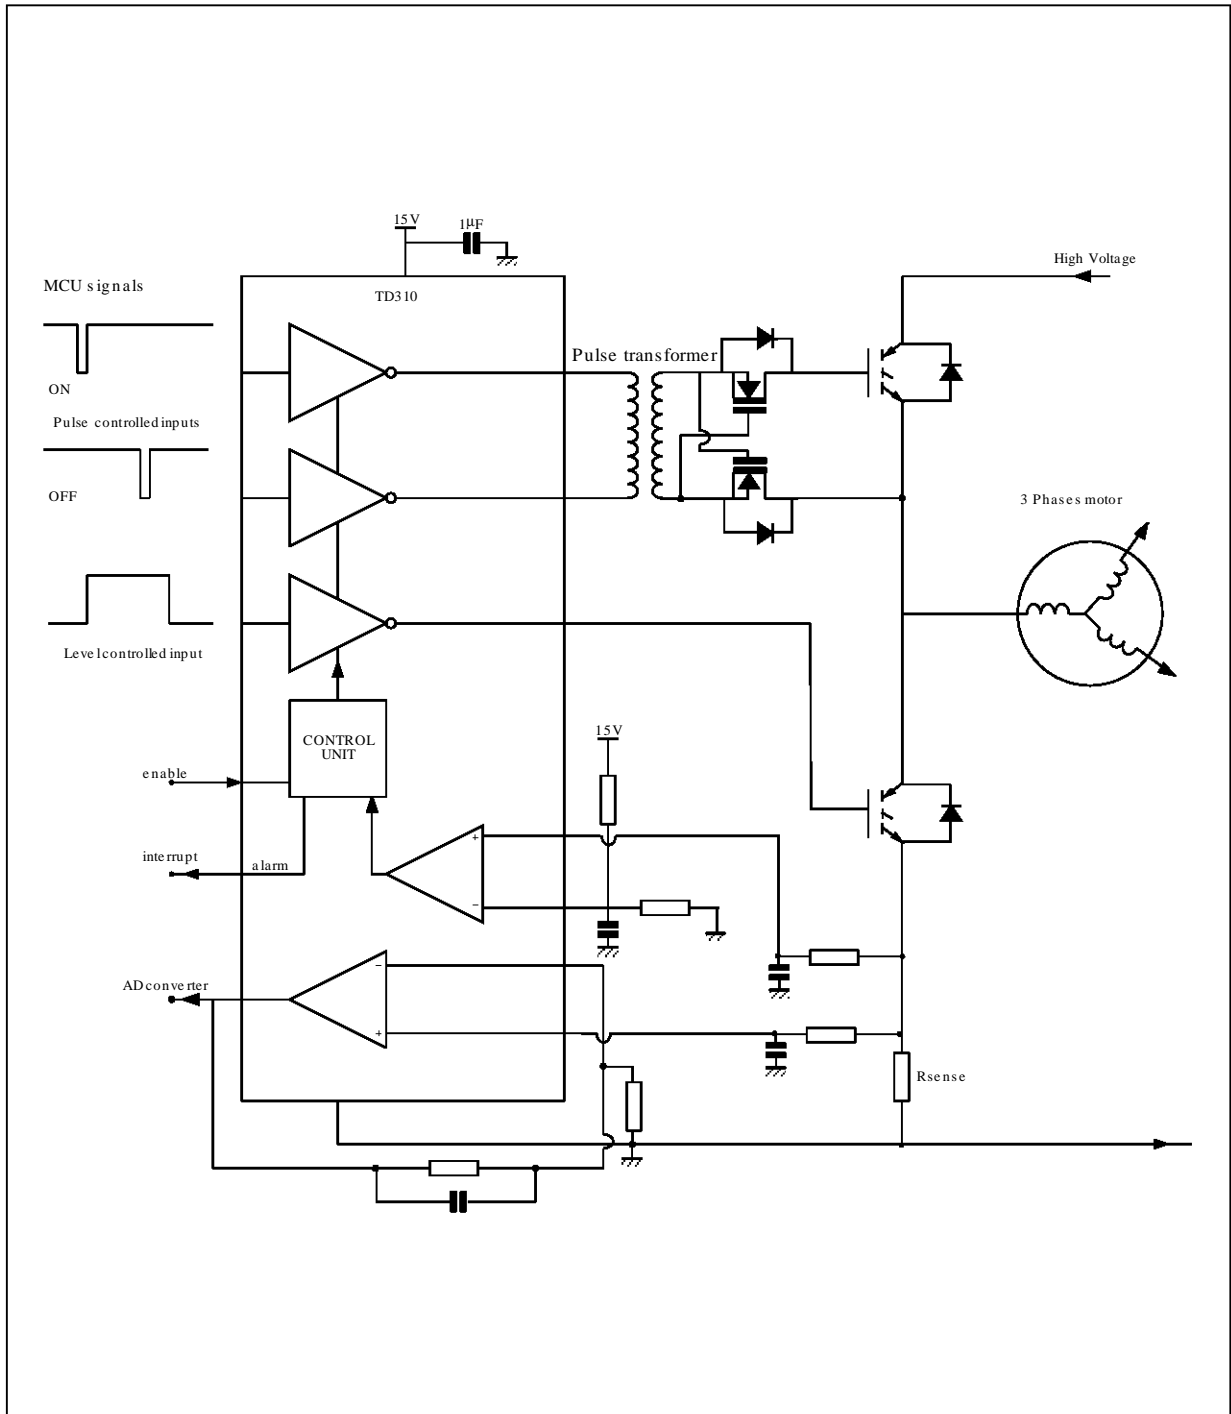 15V
1µF
High Voltage
MCU signals
TD310
Pulse transformer
ON
Pulse controlled inputs
OFF
3 Phases motor
Level controlled input
CONTROL
UNIT
15V
enable
+
interrupt
alarm
−
AD converter
−
+
Rsense